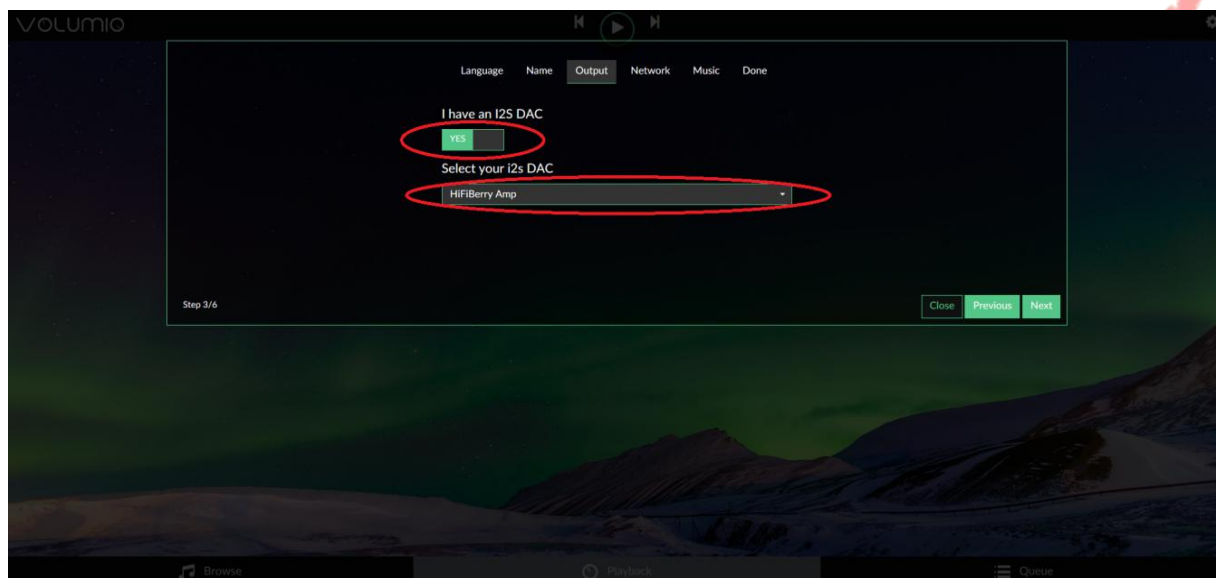 VOLUMIO
Language Name Output Network Music Done
I have an I2S DAC
YES
Select your i2s DAC
HiFiBerry Amp
Step 3/6
Close Previous Next
Browse Playback Queue